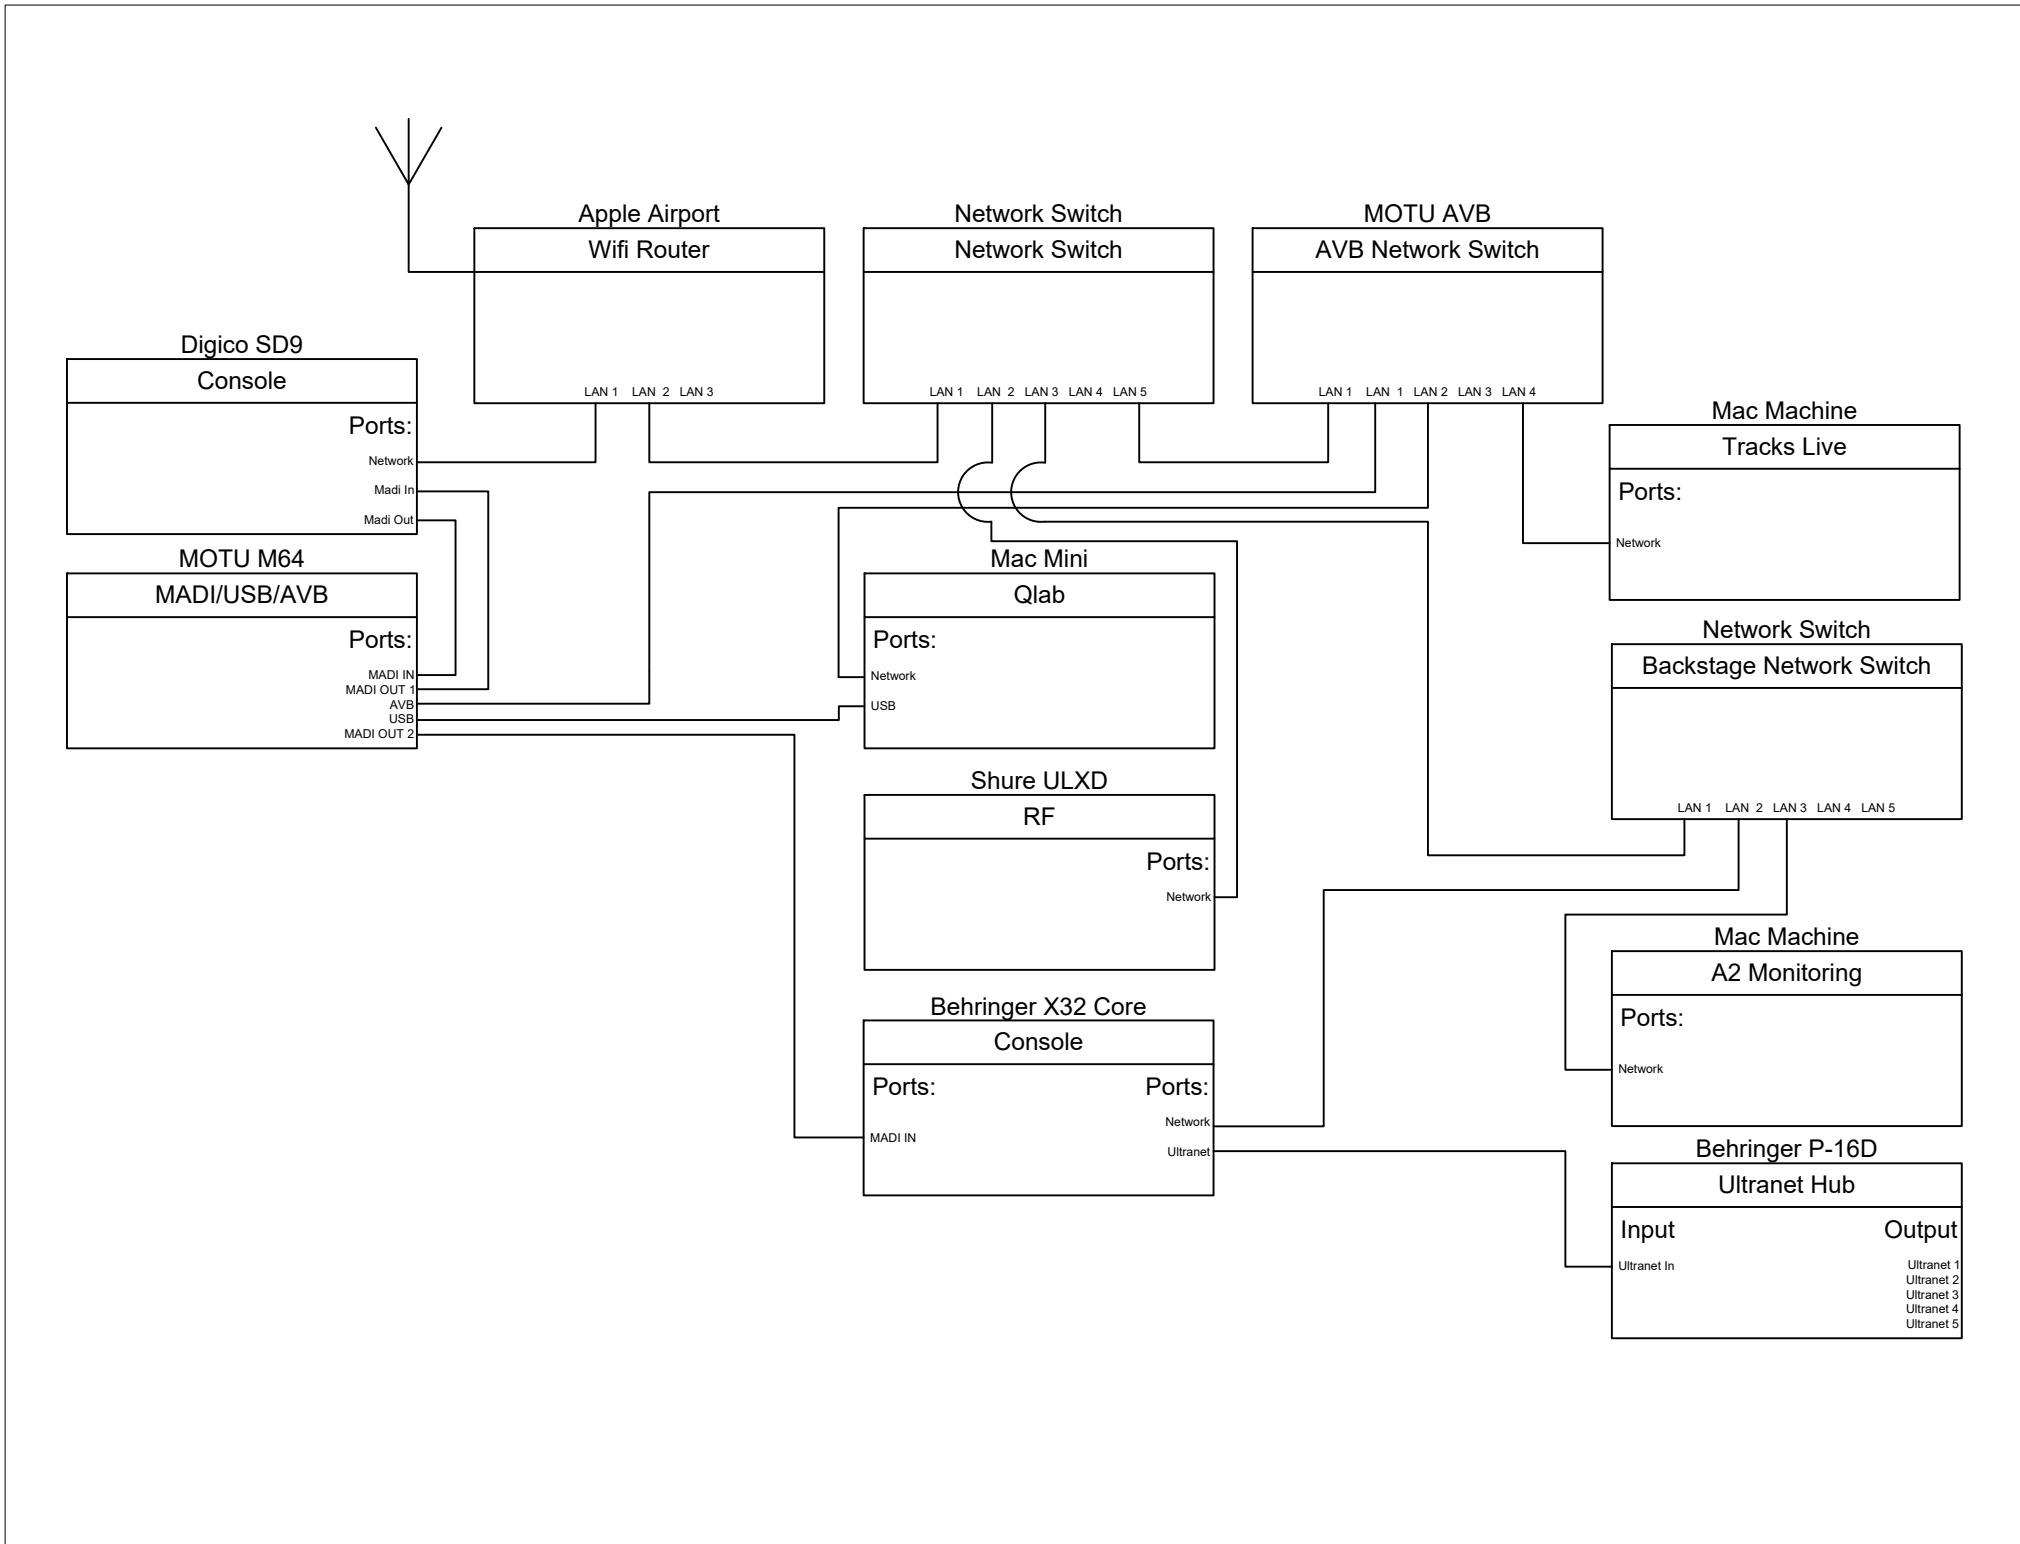 Apple Airport
Wifi Router
LAN 1 LAN 2 LAN 3
Network Switch
Network Switch
LAN 1 LAN 2 LAN 3 LAN 4 LAN 5
MOTU AVB
AVB Network Switch
LAN 1 LAN 1 LAN 2 LAN 3 LAN 4
Digico SD9
Console
Ports:
Network
Madi In
Madi Out
Mac Machine
Tracks Live
Ports:
Network
MOTU M64
MADI/USB/AVB
Ports:
MADI IN
MADI OUT 1
AVB
USB
MADI OUT 2
Mac Mini
Qlab
Ports:
Network
USB
Network Switch
Backstage Network Switch
LAN 1 LAN 2 LAN 3 LAN 4 LAN 5
Shure ULXD
RF
Ports:
Network
Mac Machine
A2 Monitoring
Ports:
Network
Behringer X32 Core
Console
Ports: Ports:
Network
MADI IN
Ultranet
Behringer P-16D
Ultranet Hub
Input Output
Ultranet In Ultranet 1
Ultranet 2
Ultranet 3
Ultranet 4
Ultranet 5